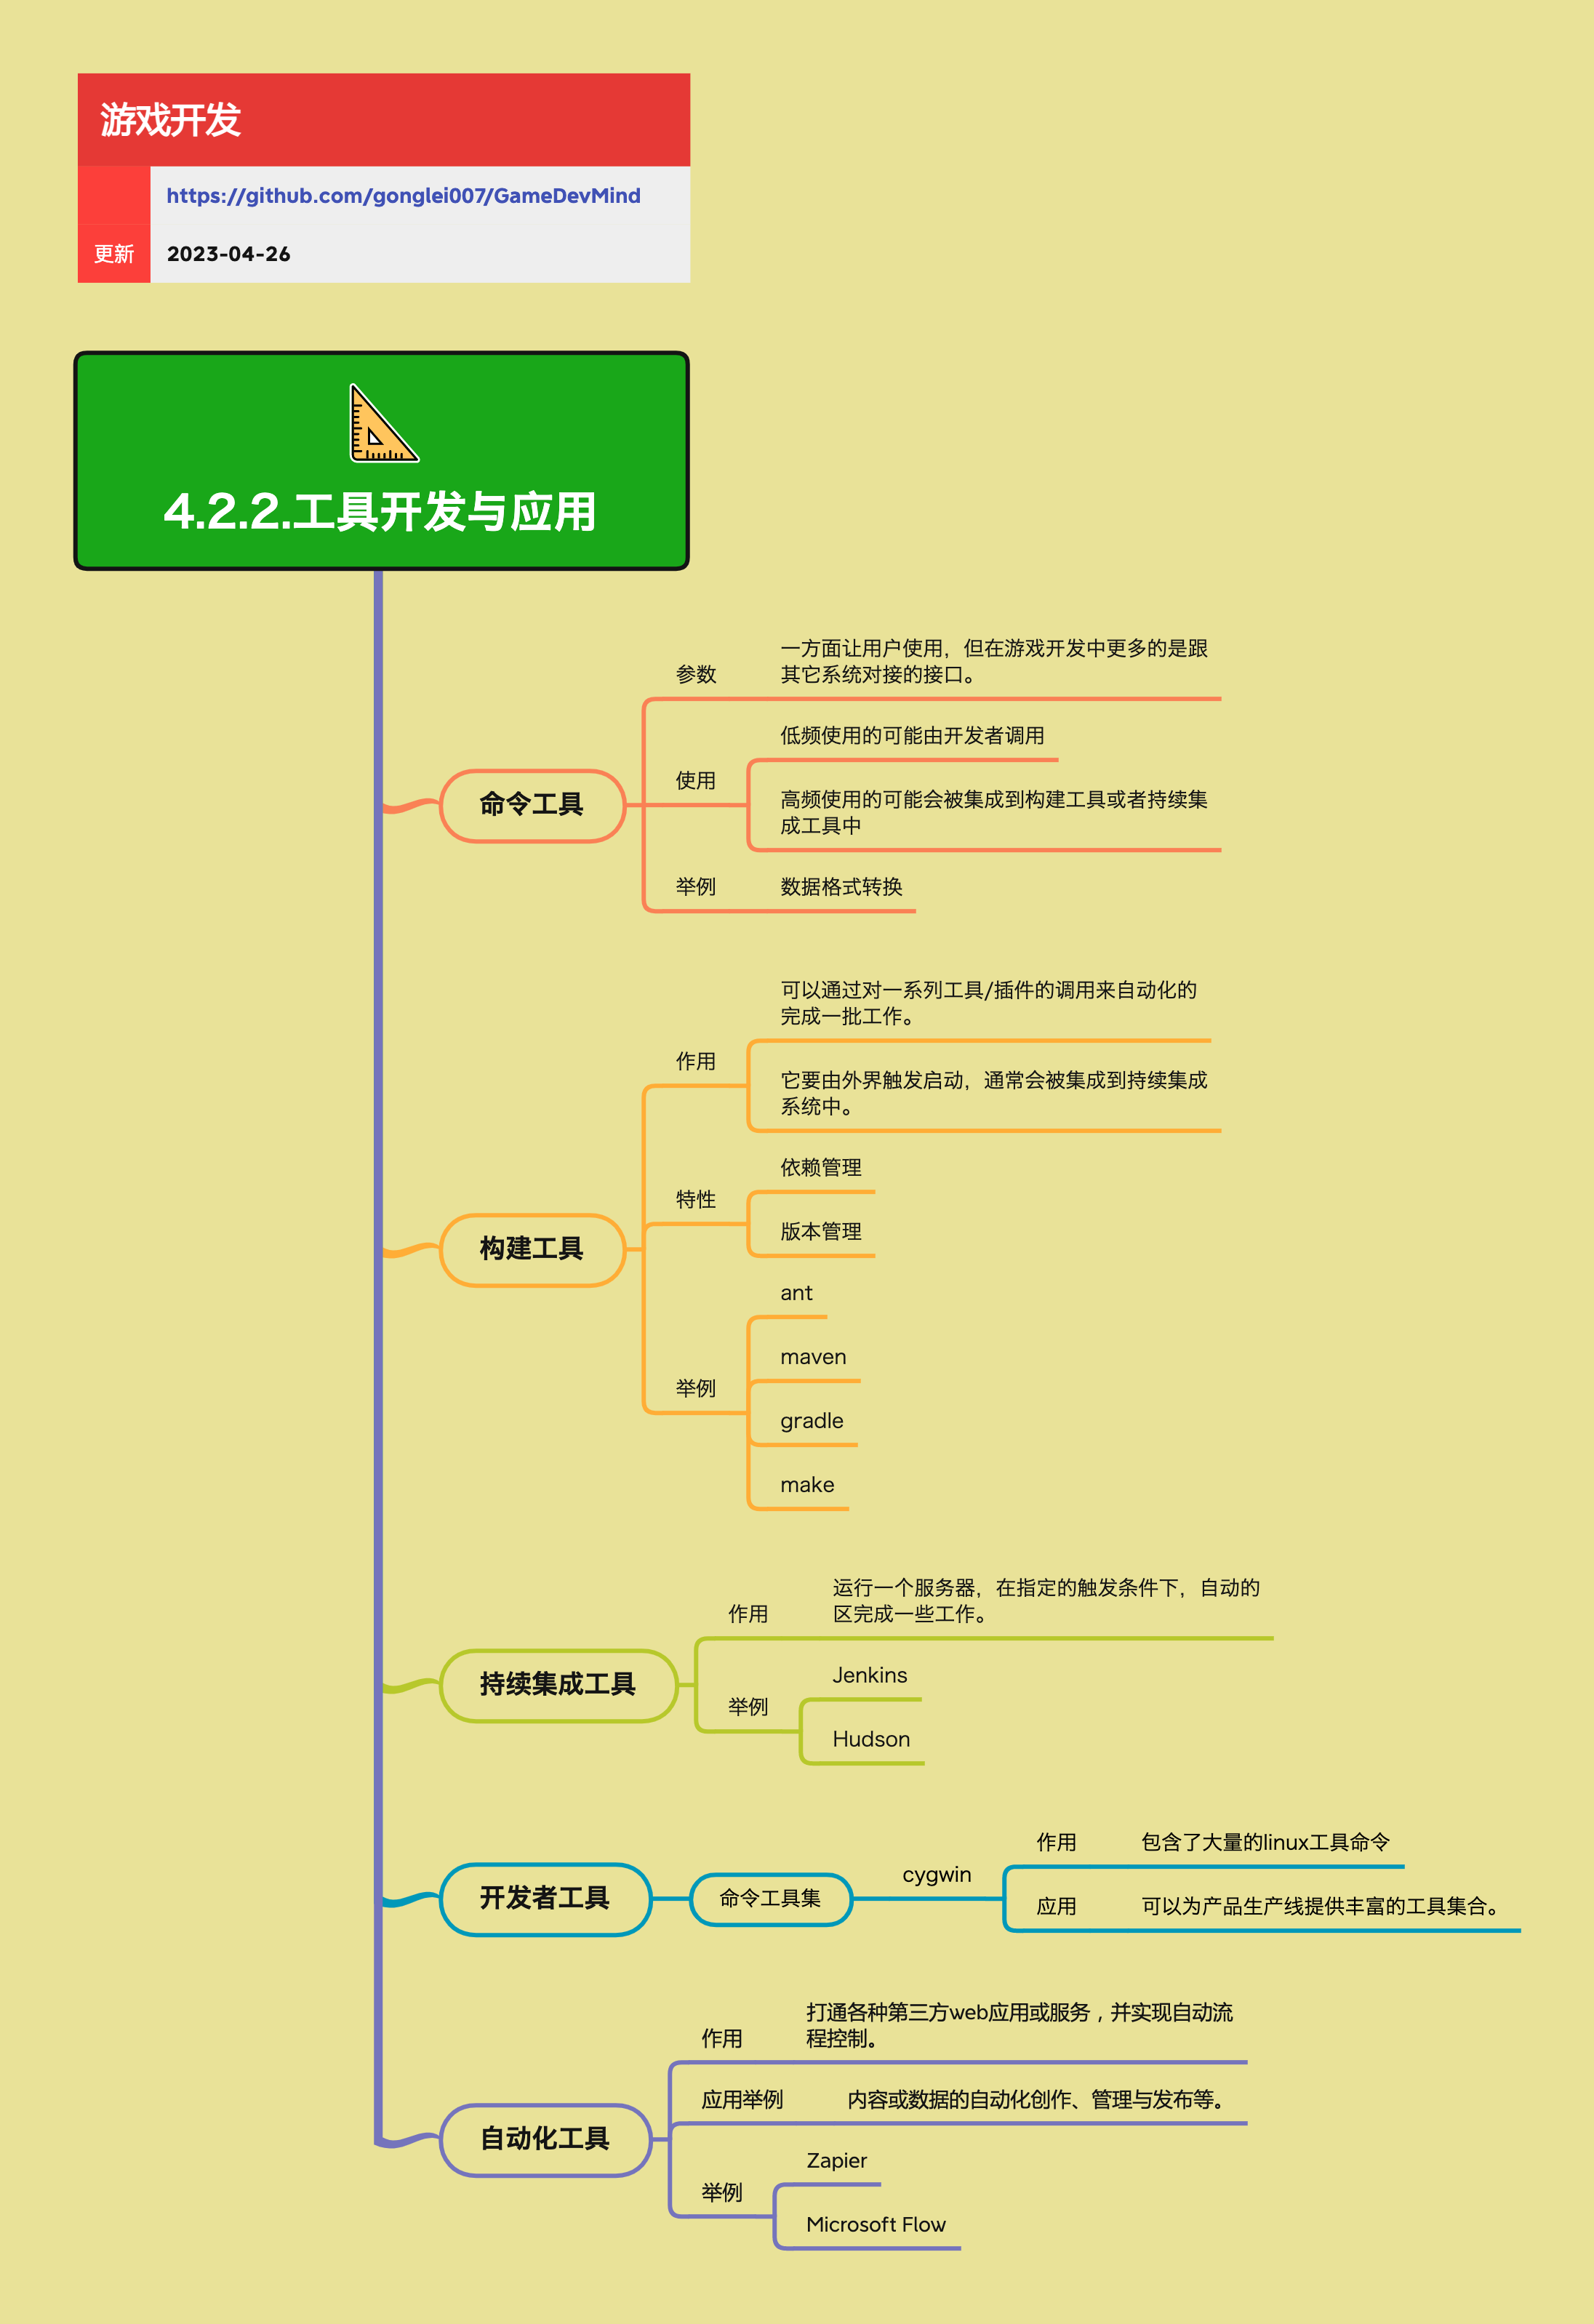 游戏开发
https://github.com/gonglei007/GameDevMind
更新 2023-04-26
4.2.2.工具开发与应用
命令工具
参数
一方面让用户使用，但在游戏开发中更多的是跟
其它系统对接的接口。
使用
低频使用的可能由开发者调用
高频使用的可能会被集成到构建工具或者持续集
成工具中
举例
数据格式转换
构建工具
作用
可以通过对一系列工具/插件的调用来自动化的
完成一批工作。
它要由外界触发启动，通常会被集成到持续集成
系统中。
特性
依赖管理
版本管理
举例
ant
maven
gradle
make
持续集成工具
作用
运行一个服务器，在指定的触发条件下，自动的
区完成一些工作。
举例
Jenkins
Hudson
开发者工具
命令工具集
cygwin
作用
包含了大量的linux工具命令
应用
可以为产品生产线提供丰富的工具集合。
自动化工具
作用
打通各种第三方web应用或服务，并实现自动流
程控制。
应用举例
内容或数据的自动化创作、管理与发布等。
举例
Zapier
Microsoft Flow